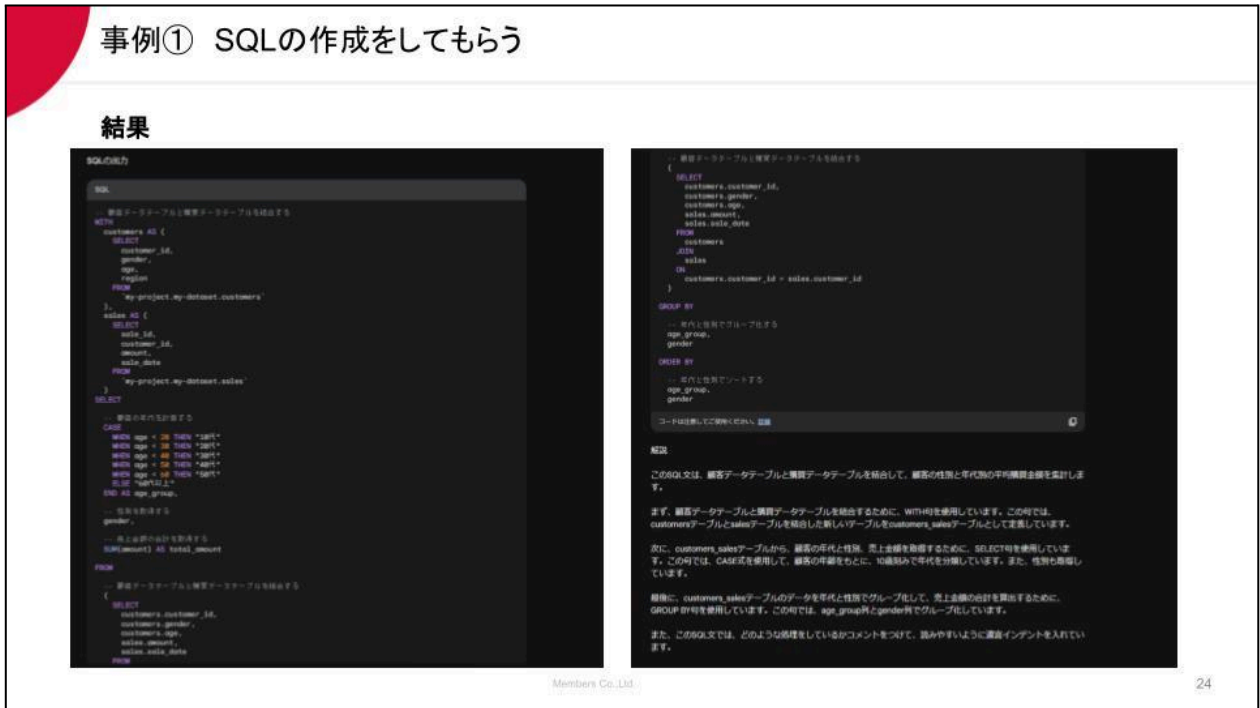 事例① SQLの作成をしてもらう
結果
SQLの出力
SQL
-- 顧客データテーブルと購買データテーブルを結合する
WITH
customers AS (
SELECT
customer_id,
gender,
age,
region
FROM
`my-project.my-dataset.customers`
),
sales AS (
SELECT
sale_id,
customer_id,
amount,
sale_date
FROM
`my-project.my-dataset.sales`
)
SELECT
-- 顧客の年代を計算する
CASE
WHEN age < 20 THEN "10代"
WHEN age < 30 THEN "20代"
WHEN age < 40 THEN "30代"
WHEN age < 50 THEN "40代"
WHEN age < 60 THEN "50代"
ELSE "60代以上"
END AS age_group,
-- 性別を取得する
gender,
-- 売上金額の合計を取得する
SUM(amount) AS total_amount
FROM
-- 顧客データテーブルと購買データテーブルを結合する
(
SELECT
customers.customer_id,
customers.gender,
customers.age,
sales.amount,
sales.sale_date
FROM
-- 顧客データテーブルと購買データテーブルを結合する
(
SELECT
customers.customer_id,
customers.gender,
customers.age,
sales.amount,
sales.sale_date
FROM
customers
JOIN
sales
ON
customers.customer_id = sales.customer_id
)
GROUP BY
-- 年代と性別でグループ化する
age_group,
gender
ORDER BY
-- 年代と性別でソートする
age_group,
gender
コードは注意してご使用ください。
解説
このSQL文は、顧客データテーブルと購買データテーブルを結合して、顧客の性別と年代別の平均購買金額を集計しま
す。
まず、顧客データテーブルと購買データテーブルを結合するために、WITH句を使用しています。この句では、
customersテーブルとsalesテーブルを結合した新しいテーブルをcustomers_salesテーブルとして定義しています。
次に、customers_salesテーブルから、顧客の年代と性別、売上金額を取得するために、SELECT句を使用していま
す。この句では、CASE式を使用して、顧客の年齢をもとに、10歳刻みで年代を分類しています。また、性別も取得し
ています。
最後に、customers_salesテーブルのデータを年代と性別でグループ化して、売上金額の合計を算出するために、
GROUP BY句を使用しています。この句では、age_group列とgender列でグループ化しています。
また、このSQL文では、どのような処理をしているかコメントをつけて、読みやすいように適宜インデントを入れてい
ます。
Members Co.,Ltd.
24